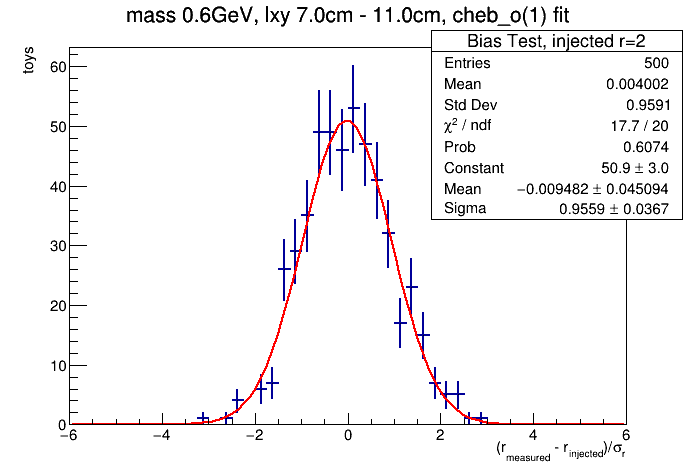 mass 0.6GeV, lxy 7.0cm - 11.0cm, cheb_o(1) fit
toys
Bias Test, injected r=2
Entries 500
Mean 0.004002
Std Dev 0.9591
χ² / ndf 17.7 / 20
Prob 0.6074
Constant 50.9 ± 3.0
Mean −0.009482 ± 0.045094
Sigma 0.9559 ± 0.0367
60
50
40
30
20
10
0
−6 −4 −2 0 2 4 6
(r_measured - r_injected)/σ_r